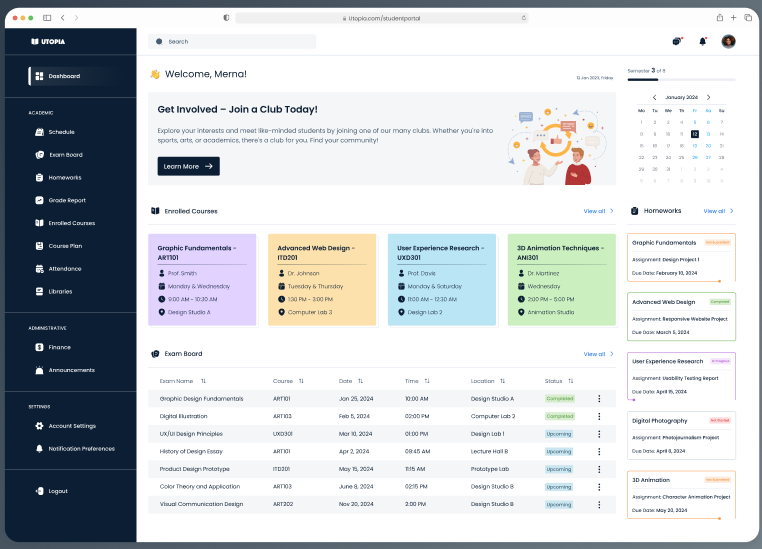 Utopia.com/studentportal
UTOPIA
Dashboard
ACADEMIC
Schedule
Exam Board
Homeworks
Grade Report
Enrolled Courses
Course Plan
Attendance
Libraries
ADMINISTRATIVE
Finance
Announcements
SETTINGS
Account Settings
Notification Preferences
Logout
Search
👋 Welcome, Merna!
12 Jan 2023, Friday
Get Involved – Join a Club Today!
Explore your interests and meet like-minded students by joining one of our many clubs. Whether you're into
sports, arts, or academics, there's a club for you. Find your community!
Learn More →
Enrolled Courses
View all >
Graphic Fundamentals -
ART101
Prof. Smith
Monday & Wednesday
9:00 AM - 10:30 AM
Design Studio A
Advanced Web Design -
ITD201
Dr. Johnson
Tuesday & Thursday
1:30 PM - 3:00 PM
Computer Lab 3
User Experience Research -
UXD301
Prof. Davis
Monday & Saturday
11:00 AM - 12:30 AM
Design Lab 2
3D Animation Techniques -
ANI301
Dr. Martinez
Wednesday
2:00 PM - 5:00 PM
Animation Studio
Exam Board
View all >
Exam Name Course Date Time Location Status
Graphic Design Fundamentals ART101 Jan 25, 2024 10:00 AM Design Studio A Completed
Digital Illustration ART102 Feb 5, 2024 02:00 PM Computer Lab 2 Completed
UX/UI Design Principles UXD301 Mar 10, 2024 01:00 PM Design Lab 1 Upcoming
History of Design Essay ART101 Apr 2, 2024 09:45 AM Lecture Hall B Upcoming
Product Design Prototype ITD201 May 15, 2024 11:15 AM Prototype Lab Upcoming
Color Theory and Application ART103 June 8, 2024 02:15 PM Design Studio B Upcoming
Visual Communication Design ART202 Nov 20, 2024 3:00 PM Design Studio B Upcoming
Semester 3 of 8
< January 2024 >
Mo Tu We Th Fr Sa Su
1 2 3 4 5 6 7
8 9 10 11 12 13 14
15 16 17 18 19 20 21
22 23 24 25 26 27 28
29 30 31 1 2 3 4
5 6 7 8 9 10
Homeworks
View all >
Graphic Fundamentals
Assignment: Design Project 1
Due Date: February 10, 2024
Advanced Web Design Completed
Assignment: Responsive Website Project
Due Date: March 5, 2024
User Experience Research
Assignment: Usability Testing Report
Due Date: April 15, 2024
Digital Photography Not Started
Assignment: Photojournalism Project
Due Date: April 6, 2024
3D Animation
Assignment: Character Animation Project
Due Date: May 20, 2024